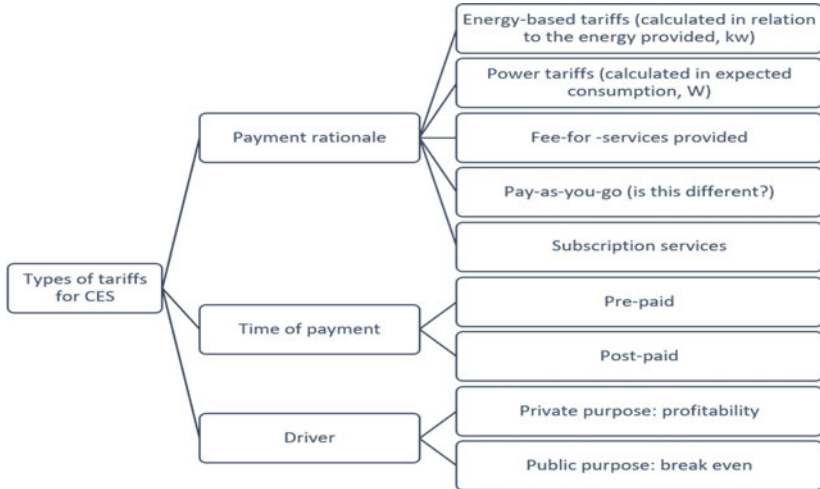 Energy-based tariffs (calculated in relation
to the energy provided, kw)
Power tariffs (calculated in expected
consumption, W)
Payment rationale
Fee-for -services provided
Pay-as-you-go (is this different?)
Subscription services
Types of tariffs
for CES
Pre-paid
Time of payment
Post-paid
Private purpose: profitability
Driver
Public purpose: break even